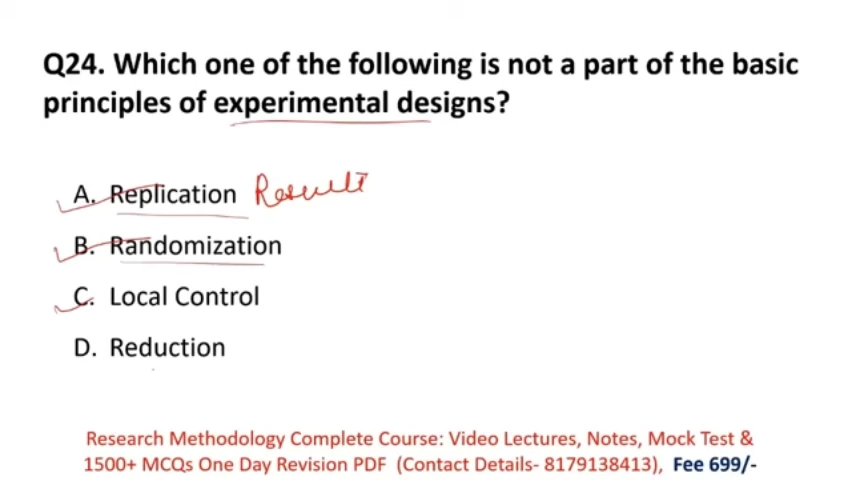 Q24. Which one of the following is not a part of the basic
principles of experimental designs?
A. Replication Result
B. Randomization
C. Local Control
D. Reduction
Research Methodology Complete Course: Video Lectures, Notes, Mock Test &
1500+ MCQs One Day Revision PDF (Contact Details- 8179138413), Fee 699/-